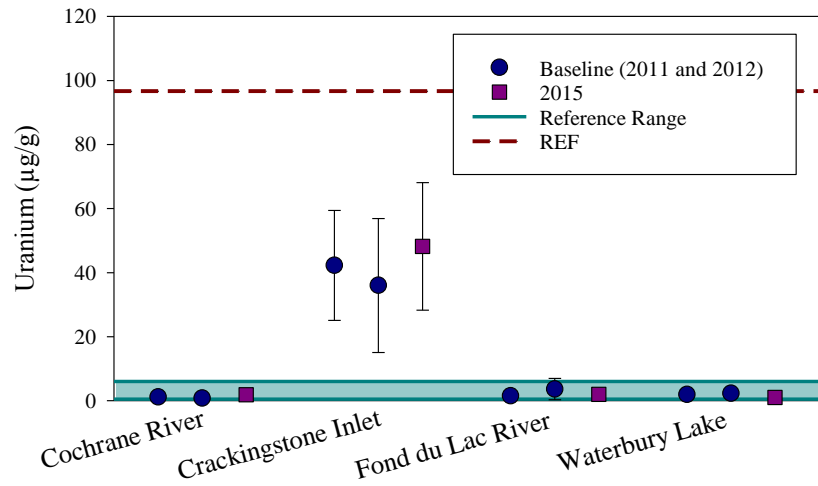 120
100
80
60
40
20
0
Uranium (µg/g)
Baseline (2011 and 2012)
2015
Reference Range
REF
Cochrane River
Crackingstone Inlet
Fond du Lac River
Waterbury Lake